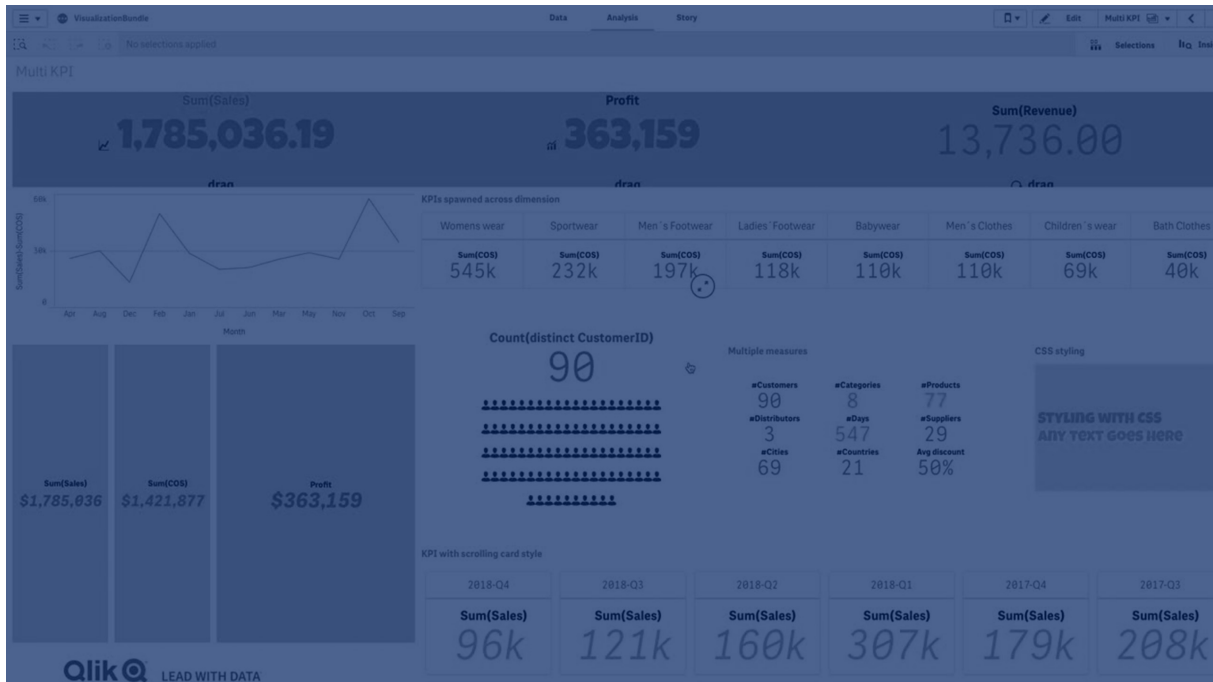 VisualizationBundle Data Analysis Story Edit Multi KPI
No selections applied Selections
Multi KPI
Sum(Sales) Profit Sum(Revenue)
1,785,036.19 363,159 13,736.00
drag drag drag
KPIs spawned across dimension
Womens wear Sportwear Men´s Footwear Ladies´Footwear Babywear Men´s Clothes Children´s wear Bath Clothes
Sum(COS) Sum(COS) Sum(COS) Sum(COS) Sum(COS) Sum(COS) Sum(COS) Sum(COS)
545k 232k 197k 118k 110k 110k 69k 40k
Sum(Sales)-Sum(COS)
0
Apr Aug Dec Feb Jan Jul Jun Mar May Nov Oct Sep
Month
Count(distinct CustomerID)
90
Multiple measures
#Customers #Categories #Products
90 8 77
#Distributors #Days #Suppliers
3 547 29
#Cities #Countries Avg discount
69 21 50%
CSS styling
STYLING WITH CSS
ANY TEXT GOES HERE
Sum(Sales) Sum(COS) Profit
$1,785,036 $1,421,877 $363,159
KPI with scrolling card style
2018-Q4 2018-Q3 2018-Q2 2018-Q1 2017-Q4 2017-Q3
Sum(Sales) Sum(Sales) Sum(Sales) Sum(Sales) Sum(Sales) Sum(Sales)
96k 121k 160k 307k 179k 208k
Qlik LEAD WITH DATA